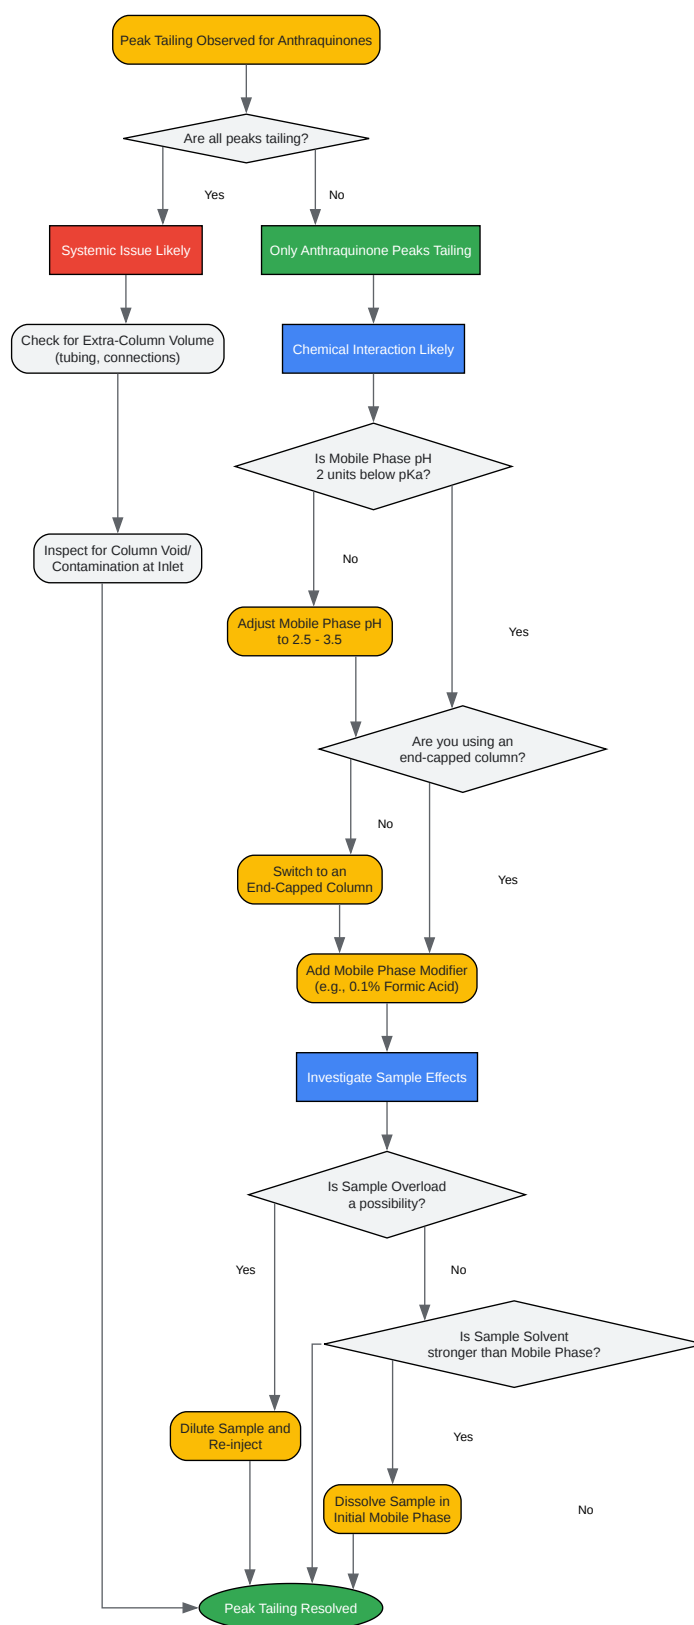 Peak Tailing Observed for Anthraquinones
Are all peaks tailing?
Yes
No
Systemic Issue Likely
Only Anthraquinone Peaks Tailing
Check for Extra-Column Volume
(tubing, connections)
Chemical Interaction Likely
Is Mobile Phase pH
2 units below pKa?
Inspect for Column Void/
Contamination at Inlet
No
Adjust Mobile Phase pH
to 2.5 - 3.5
Yes
Are you using an
end-capped column?
No
Switch to an
End-Capped Column
Yes
Add Mobile Phase Modifier
(e.g., 0.1% Formic Acid)
Investigate Sample Effects
Is Sample Overload
a possibility?
Yes
No
Is Sample Solvent
stronger than Mobile Phase?
Dilute Sample and
Re-inject
Yes
Dissolve Sample in
Initial Mobile Phase
No
Peak Tailing Resolved